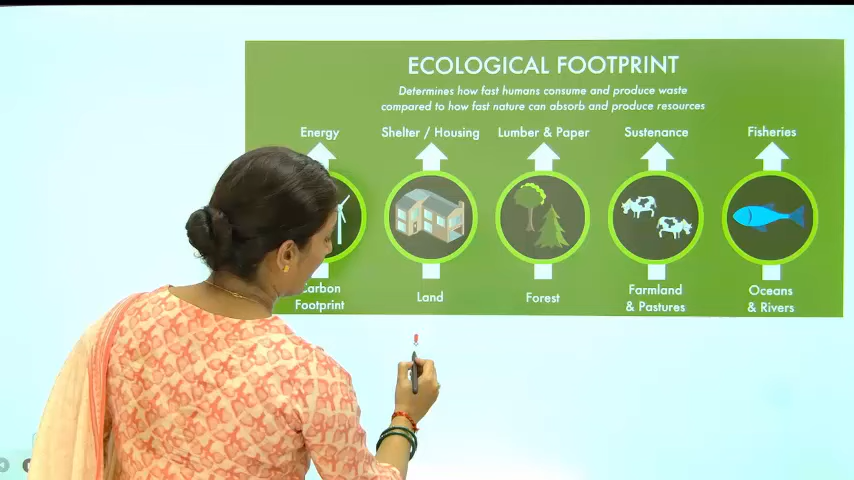 ECOLOGICAL FOOTPRINT
Determines how fast humans consume and produce waste
compared to how fast nature can absorb and produce resources
Energy
Shelter / Housing
Lumber & Paper
Sustenance
Fisheries
Carbon
Footprint
Land
Forest
Farmland
& Pastures
Oceans
& Rivers